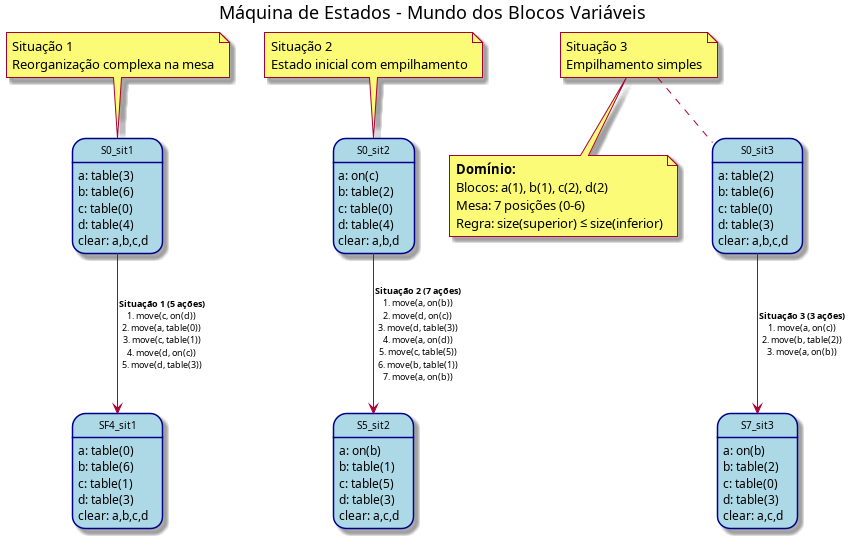 Máquina de Estados - Mundo dos Blocos Variáveis
Situação 1
Reorganização complexa na mesa
Situação 2
Estado inicial com empilhamento
Situação 3
Empilhamento simples
Domínio:
Blocos: a(1), b(1), c(2), d(2)
Mesa: 7 posições (0-6)
Regra: size(superior) ≤ size(inferior)
S0_sit1
a: table(3)
b: table(6)
c: table(0)
d: table(4)
clear: a,b,c,d
S0_sit2
a: on(c)
b: table(2)
c: table(0)
d: table(4)
clear: a,b,d
S0_sit3
a: table(2)
b: table(6)
c: table(0)
d: table(3)
clear: a,b,c,d
Situação 1 (5 ações)
1. move(c, on(d))
2. move(a, table(0))
3. move(c, table(1))
4. move(d, on(c))
5. move(d, table(3))
Situação 2 (7 ações)
1. move(a, on(b))
2. move(d, on(c))
3. move(d, table(3))
4. move(a, on(d))
5. move(c, table(5))
6. move(b, table(1))
7. move(a, on(b))
Situação 3 (3 ações)
1. move(a, on(c))
2. move(b, table(2))
3. move(a, on(b))
SF4_sit1
a: table(0)
b: table(6)
c: table(1)
d: table(3)
clear: a,b,c,d
S5_sit2
a: on(b)
b: table(1)
c: table(5)
d: table(3)
clear: a,c,d
S7_sit3
a: on(b)
b: table(2)
c: table(0)
d: table(3)
clear: a,c,d